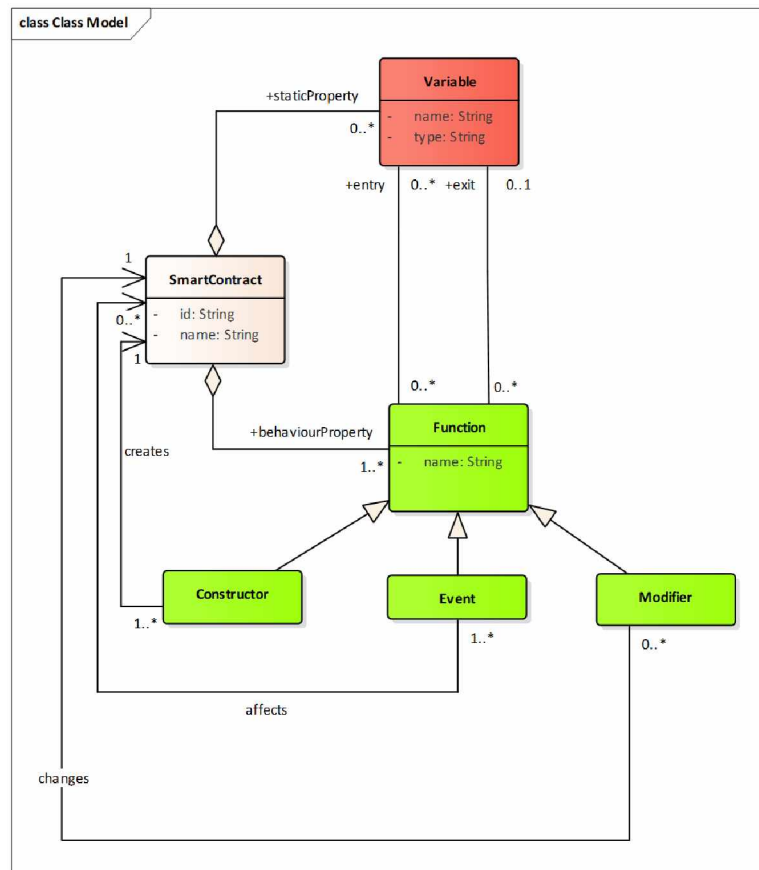 class Class Model
Variable
+staticProperty
0..*
- name: String
- type: String
+entry 0..* +exit 0..1
1
SmartContract
0..*
- id: String
- name: String
1
0..* 0..*
Function
+behaviourProperty
1..*
- name: String
creates
Constructor
Event
Modifier
1..*
1..*
0..*
affects
changes